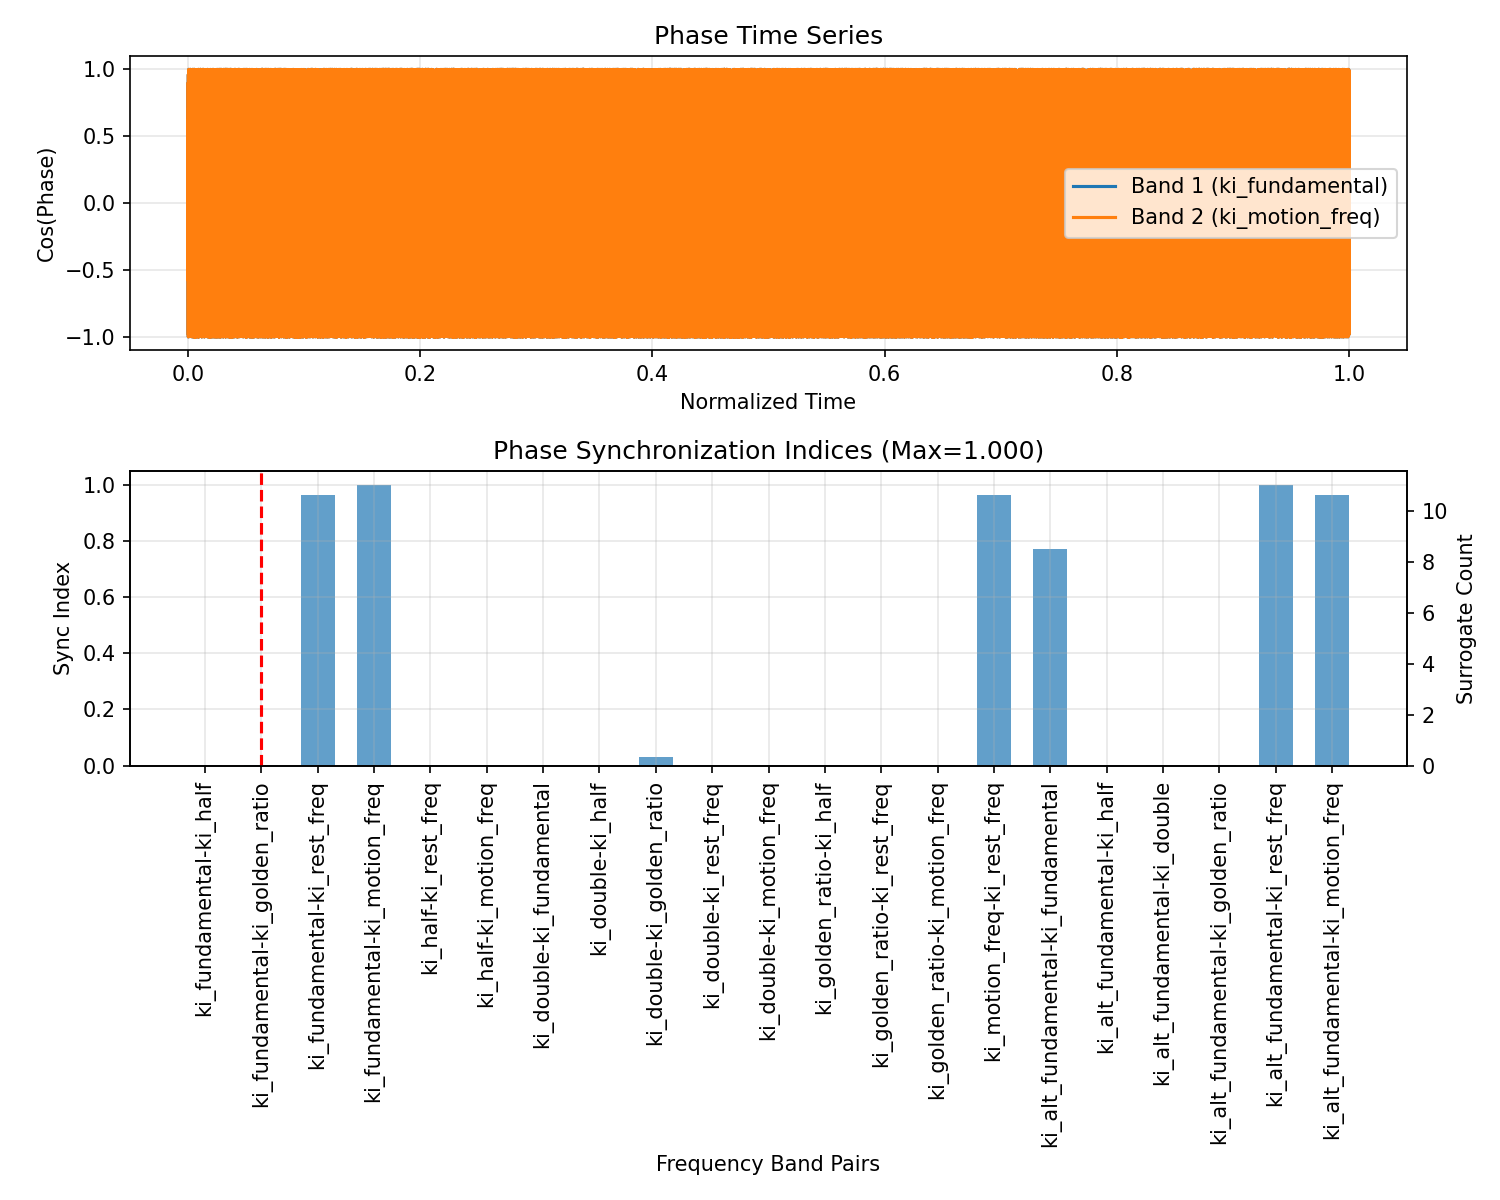 Phase Time Series
Cos(Phase)
1.0
0.5
0.0
−0.5
−1.0
Band 1 (ki_fundamental)
Band 2 (ki_motion_freq)
0.0
0.2
0.4
0.6
0.8
1.0
Normalized Time
Phase Synchronization Indices (Max=1.000)
Sync Index
1.0
0.8
0.6
0.4
0.2
0.0
10
8
6
4
2
0
Surrogate Count
ki_fundamental-ki_half
ki_fundamental-ki_golden_ratio
ki_fundamental-ki_rest_freq
ki_fundamental-ki_motion_freq
ki_half-ki_rest_freq
ki_half-ki_motion_freq
ki_double-ki_fundamental
ki_double-ki_half
ki_double-ki_golden_ratio
ki_double-ki_rest_freq
ki_double-ki_motion_freq
ki_golden_ratio-ki_half
ki_golden_ratio-ki_rest_freq
ki_golden_ratio-ki_motion_freq
ki_motion_freq-ki_rest_freq
ki_alt_fundamental-ki_fundamental
ki_alt_fundamental-ki_half
ki_alt_fundamental-ki_double
ki_alt_fundamental-ki_golden_ratio
ki_alt_fundamental-ki_rest_freq
ki_alt_fundamental-ki_motion_freq
Frequency Band Pairs